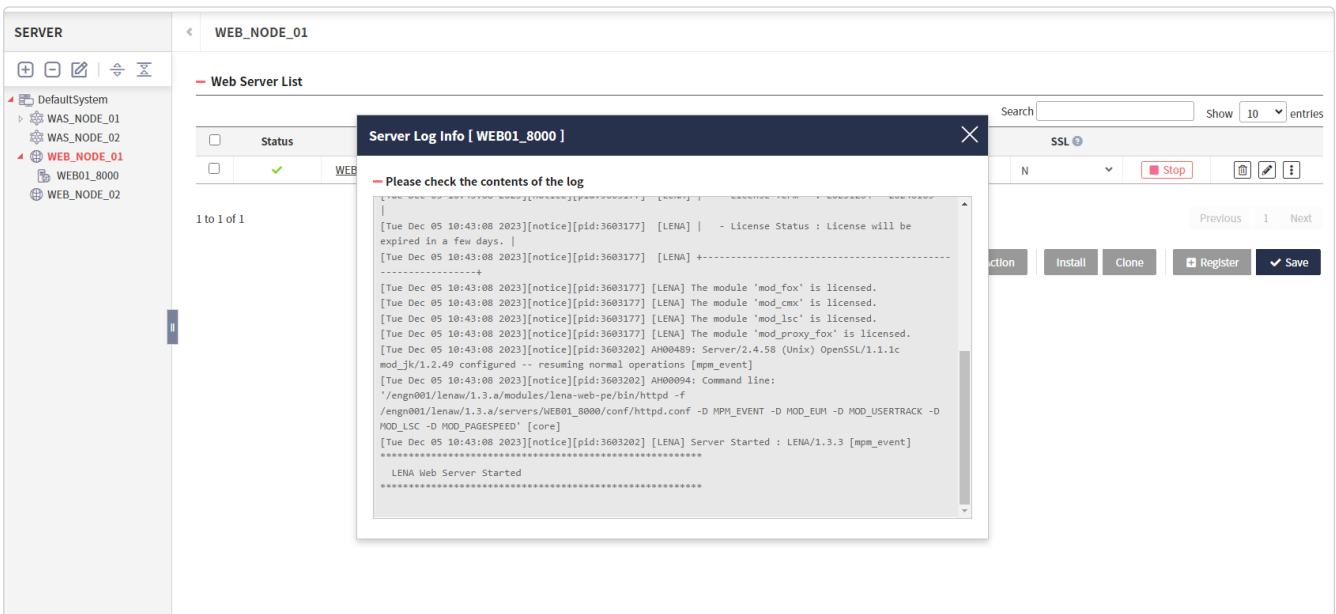 SERVER
WEB_NODE_01
DefaultSystem
WAS_NODE_01
WAS_NODE_02
WEB_NODE_01
WEB01_8000
WEB_NODE_02
Web Server List
Search
Show 10 entries
Status
SSL
WEB
N
Stop
1 to 1 of 1
Previous 1 Next
ction
Install
Clone
Register
Save
Server Log Info [ WEB01_8000 ]
Please check the contents of the log
|
[Tue Dec 05 10:43:08 2023][notice][pid:3603177] [LENA] | - License Status : License will be
expired in a few days. |
[Tue Dec 05 10:43:08 2023][notice][pid:3603177] [LENA] +------------------------------------------
-----------------+
[Tue Dec 05 10:43:08 2023][notice][pid:3603177] [LENA] The module 'mod_fox' is licensed.
[Tue Dec 05 10:43:08 2023][notice][pid:3603177] [LENA] The module 'mod_cmx' is licensed.
[Tue Dec 05 10:43:08 2023][notice][pid:3603177] [LENA] The module 'mod_lsc' is licensed.
[Tue Dec 05 10:43:08 2023][notice][pid:3603177] [LENA] The module 'mod_proxy_fox' is licensed.
[Tue Dec 05 10:43:08 2023][notice][pid:3603202] AH00489: Server/2.4.58 (Unix) OpenSSL/1.1.1c
mod_jk/1.2.49 configured -- resuming normal operations [mpm_event]
[Tue Dec 05 10:43:08 2023][notice][pid:3603202] AH00094: Command line:
'/engn001/lenaw/1.3.a/modules/lena-web-pe/bin/httpd -f
/engn001/lenaw/1.3.a/servers/WEB01_8000/conf/httpd.conf -D MPM_EVENT -D MOD_EUM -D MOD_USERTRACK -D
MOD_LSC -D MOD_PAGESPEED' [core]
[Tue Dec 05 10:43:08 2023][notice][pid:3603202] [LENA] Server Started : LENA/1.3.3 [mpm_event]
*********************************************************
LENA Web Server Started
*********************************************************